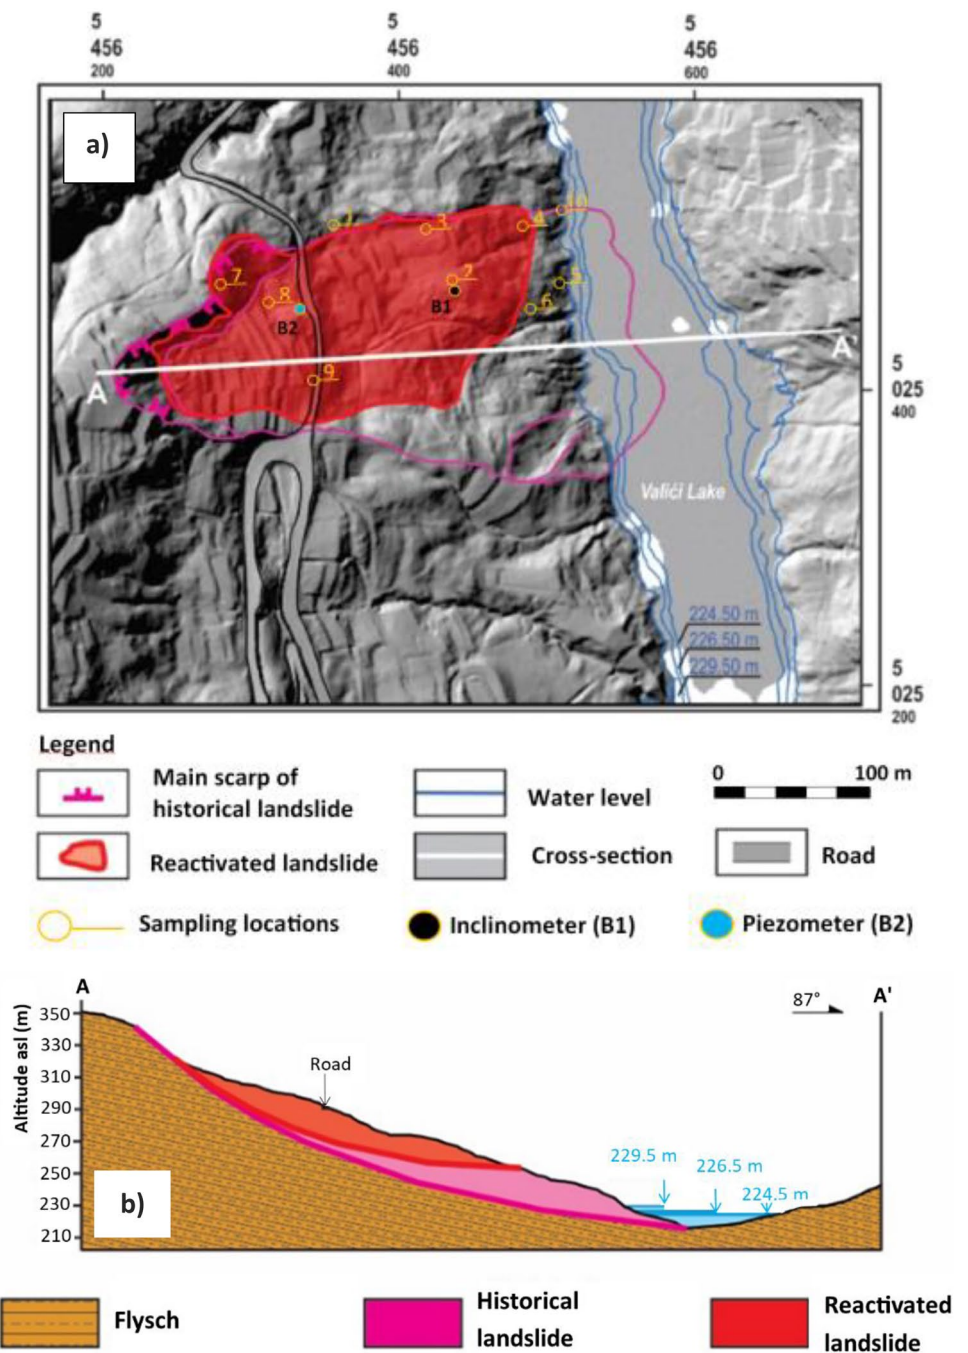 5
456
200
5
456
400
5
456
600
a)
1
3
4
10
7
8
2
5
B1
6
B2
A
A'
9
5
025
400
Valići Lake
224.50 m
226.50 m
229.50 m
5
025
200
Legend
Main scarp of
historical landslide
Water level
0 100 m
Reactivated landslide
Cross-section
Road
Sampling locations
Inclinometer (B1)
Piezometer (B2)
A
A'
87°
Altitude asl (m)
350
330
310
290
270
250
230
210
Road
229.5 m
226.5 m
224.5 m
b)
Flysch
Historical
landslide
Reactivated
landslide